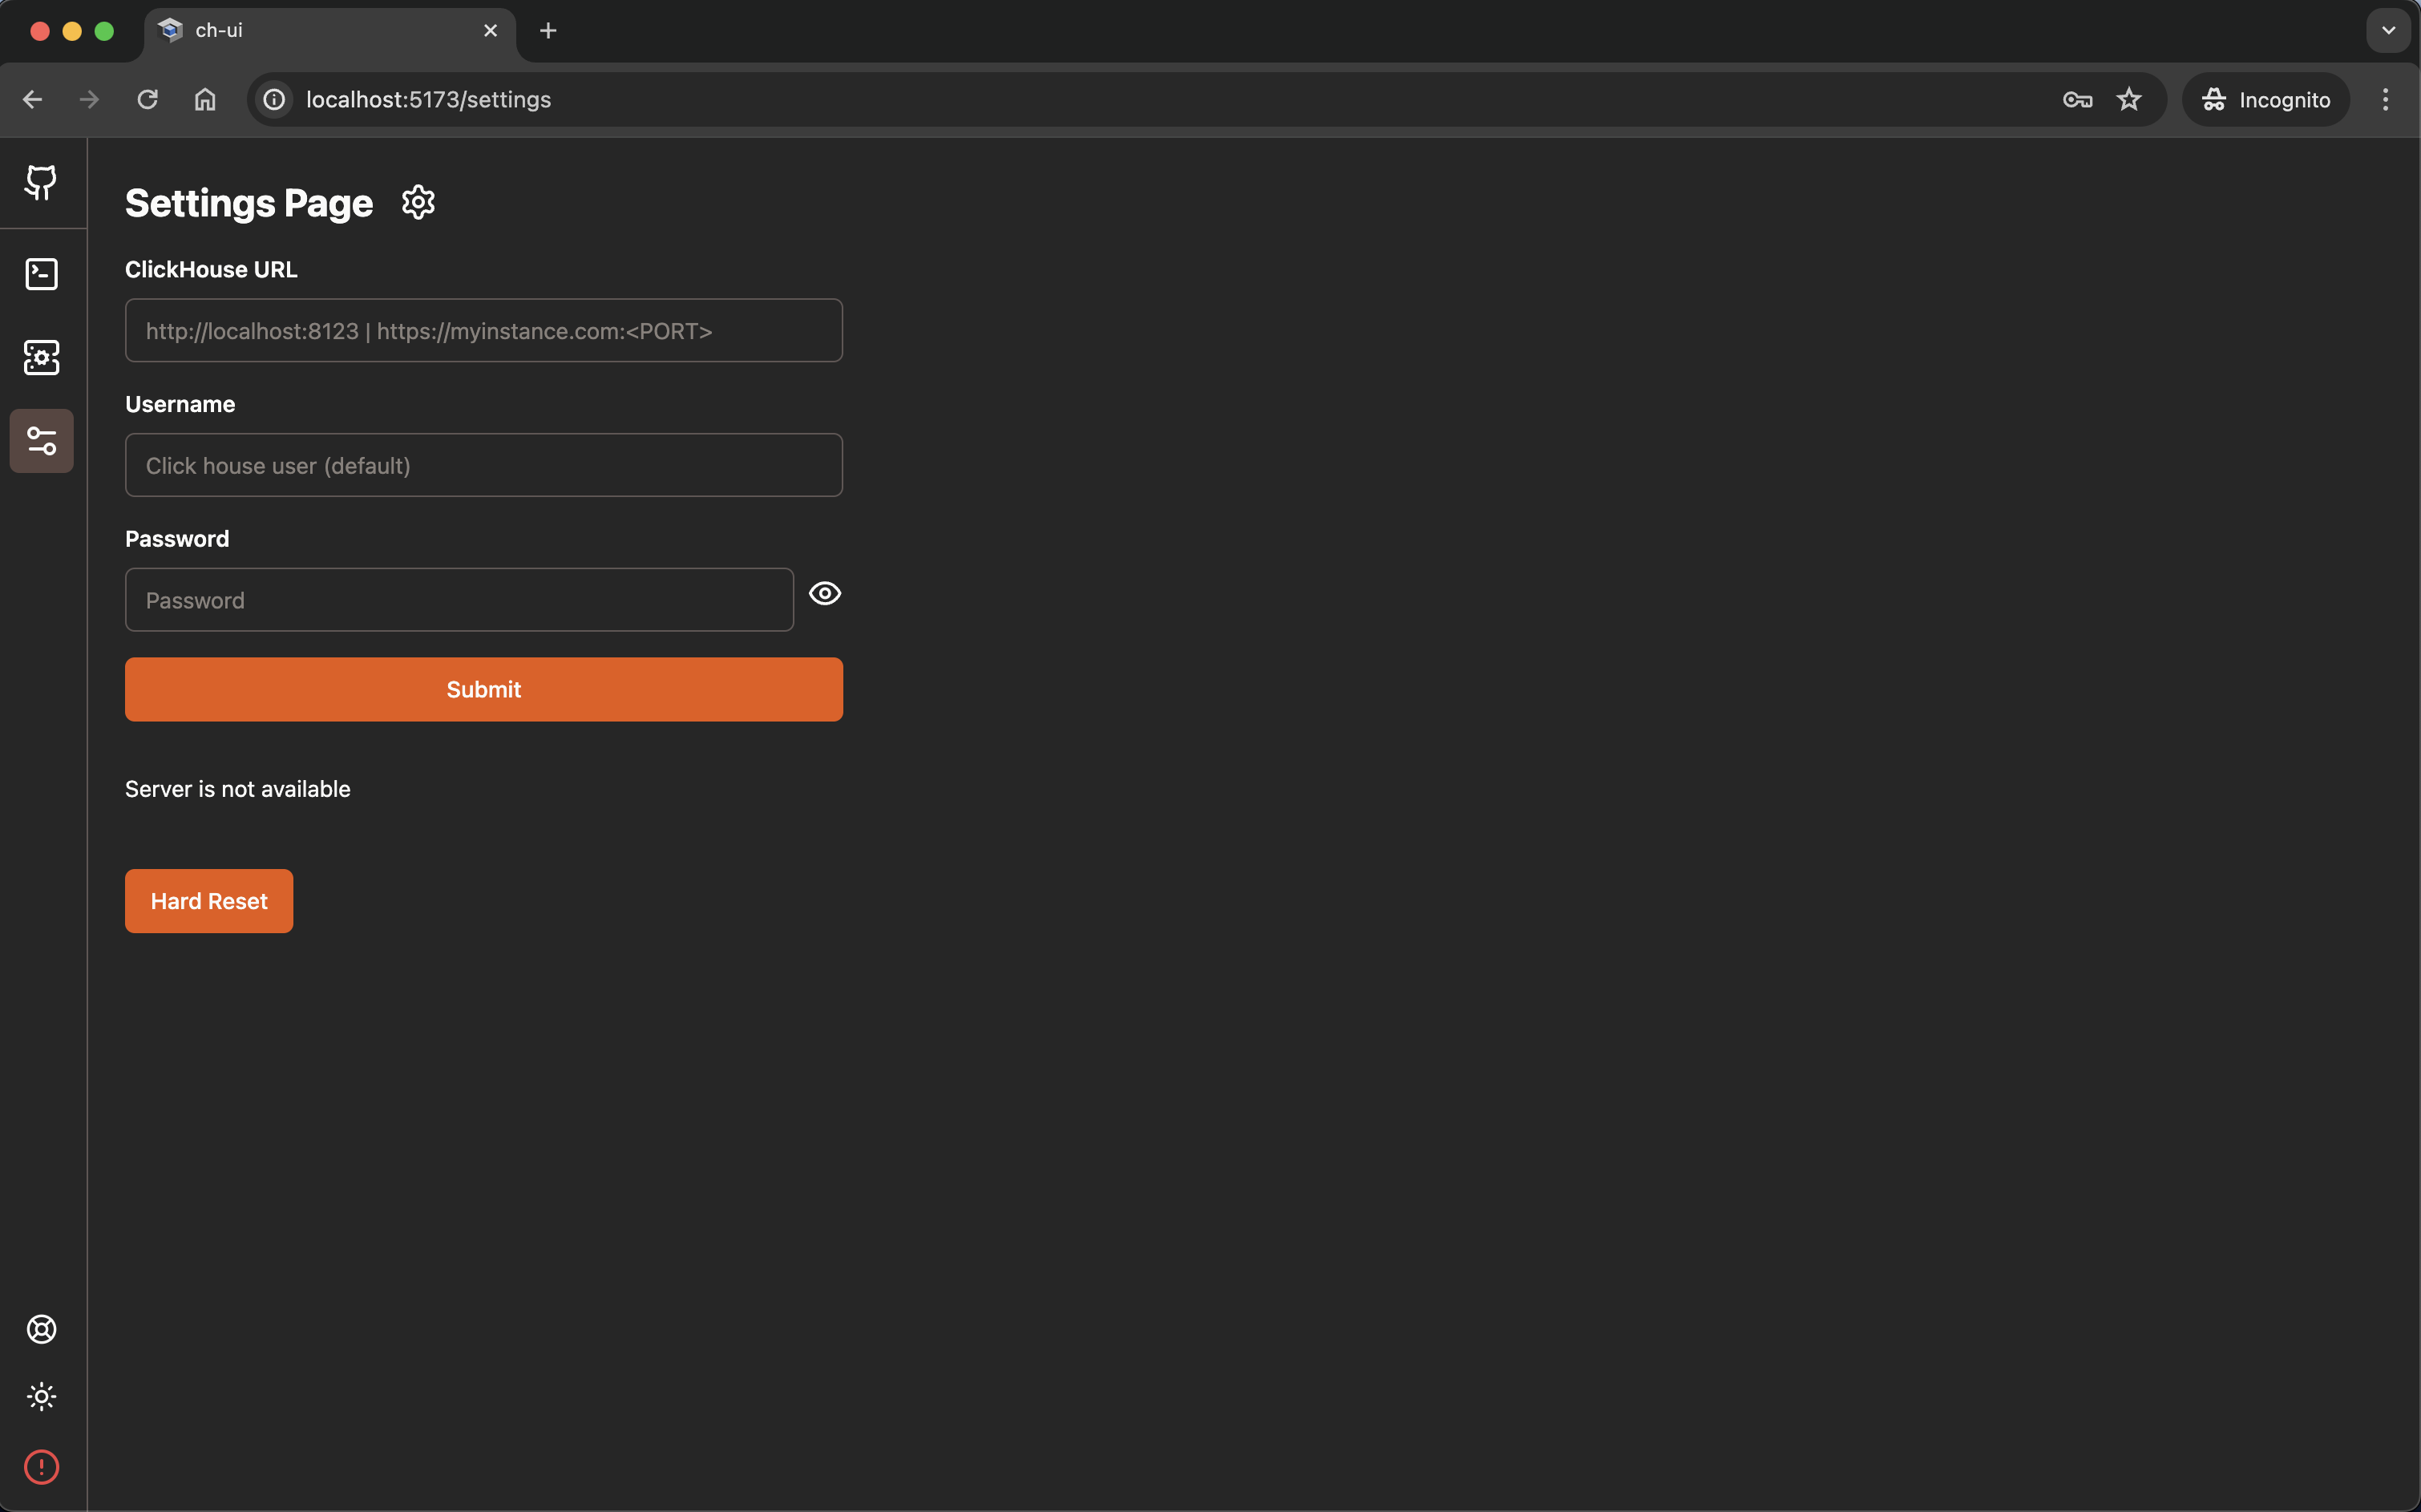 ch-ui
localhost:5173/settings
Incognito
Settings Page
ClickHouse URL
http://localhost:8123 | https://myinstance.com:<PORT>
Username
Click house user (default)
Password
Password
Submit
Server is not available
Hard Reset